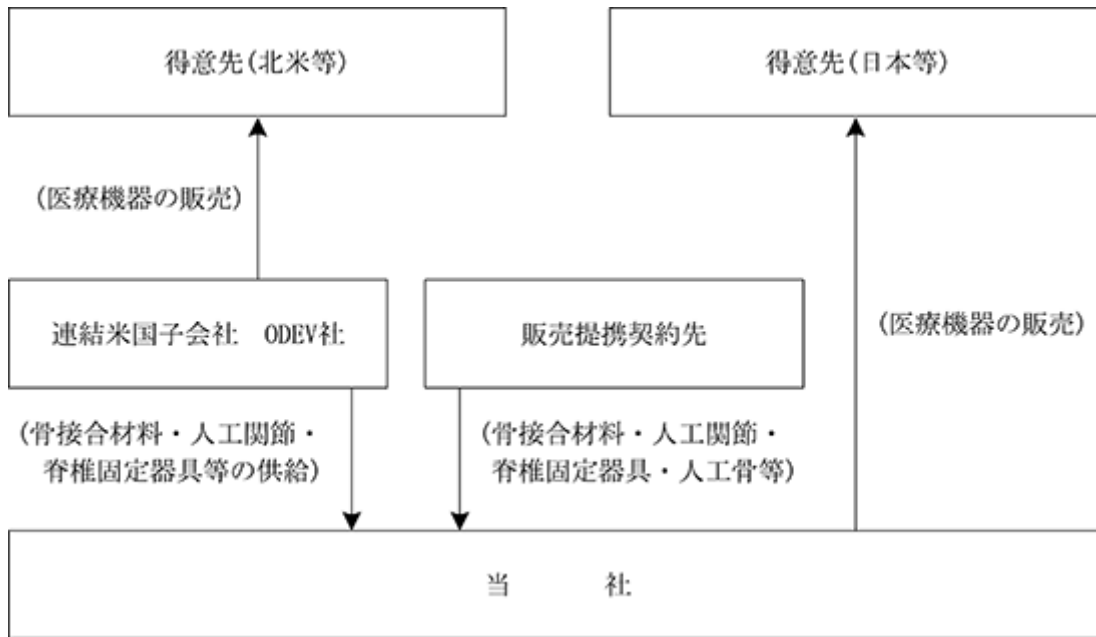 得意先(北米等)
得意先(日本等)
(医療機器の販売)
連結米国子会社 ODEV社
販売提携契約先
(医療機器の販売)
(骨接合材料・人工関節・
脊椎固定器具等の供給)
(骨接合材料・人工関節・
脊椎固定器具・人工骨等)
当 社